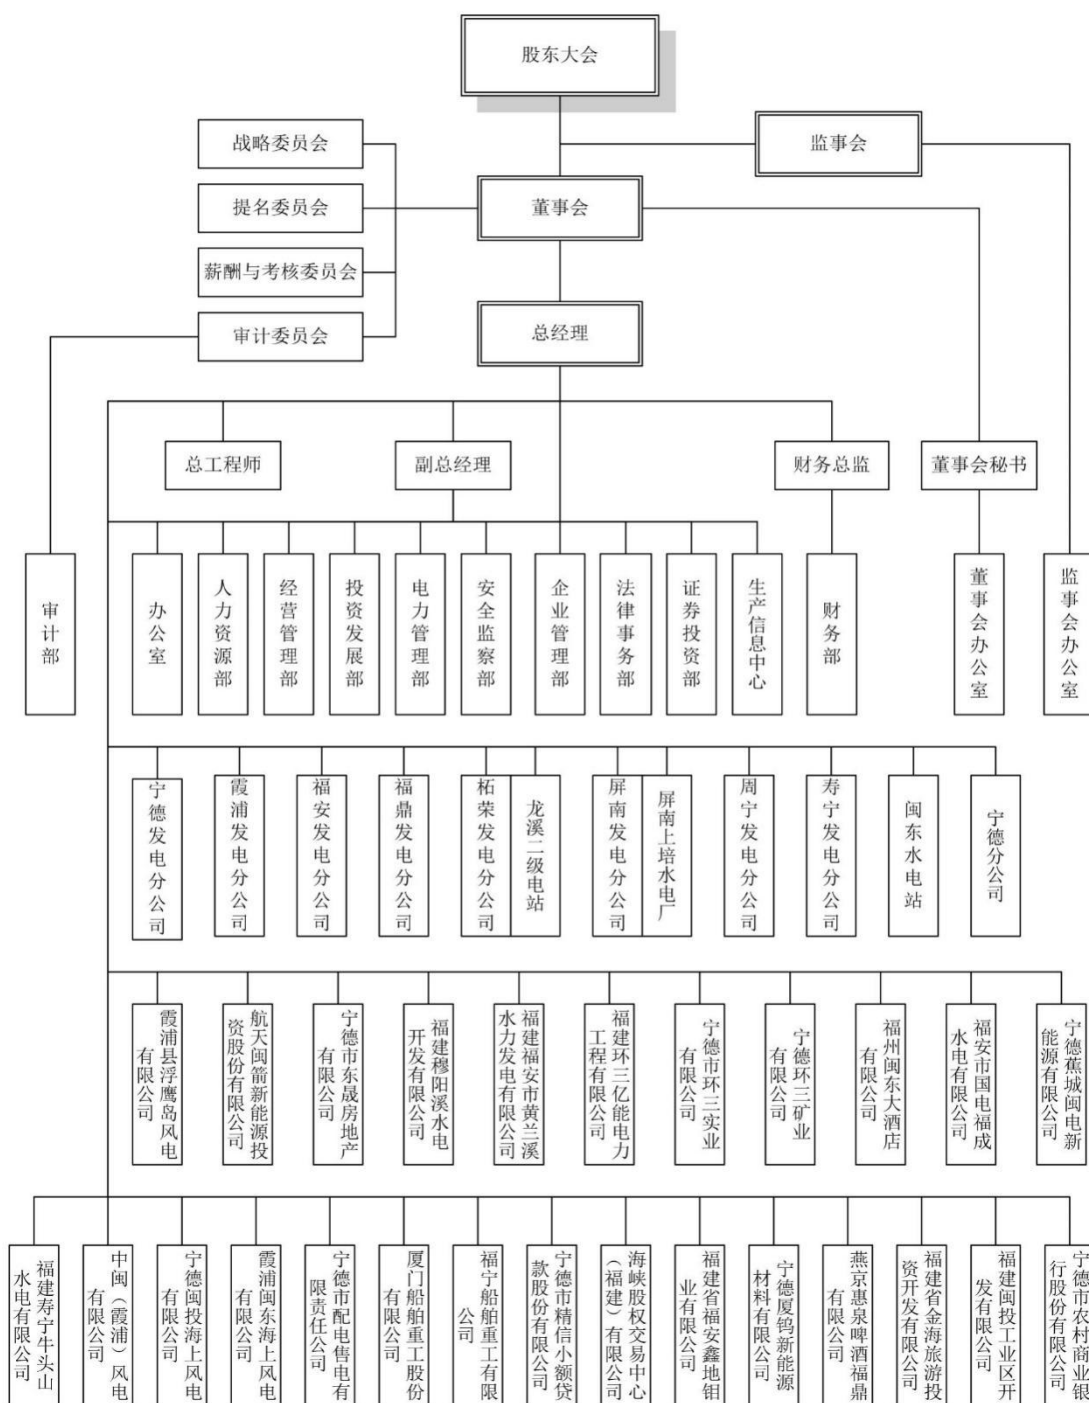 股东大会
战略委员会
监事会
提名委员会
董事会
薪酬与考核委员会
审计委员会
总经理
总工程师
副总经理
财务总监
董事会秘书
审计部
办公室
人力资源部
经营管理部
投资发展部
电力管理部
安全监察部
企业管理部
法律事务部
证券投资部
生产信息中心
财务部
董事会办公室
监事会办公室
宁德发电分公司
霞浦发电分公司
福安发电分公司
福鼎发电分公司
柘荣发电分公司
龙溪二级电站
屏南发电分公司
屏南上培水电厂
周宁发电分公司
寿宁发电分公司
闽东水电站
宁德分公司
霞浦县浮鹰岛风电
有限公司
航天闽箭新能源投
资股份有限公司
宁德市东晟房地产
有限公司
福建穆阳溪水电
开发有限公司
福建福安市黄兰溪
水力发电有限公司
福建环三亿能电力
工程有限公司
宁德市环三实业
有限公司
宁德环三矿业
有限公司
福州闽东大酒店
有限公司
福安市国电福成
水电有限公司
宁德蕉城闽电新
能源有限公司
福建寿宁牛头山
水电有限公司
中闽（霞浦）风电
有限公司
宁德闽投海上风电
有限公司
霞浦闽东海上风电
有限公司
宁德市配电售电有
限责任公司
厦门船舶重工股份
有限公司
福宁船舶重工有限
公司
宁德市精信小额贷
款股份有限公司
海峡股权交易中心
（福建）有限公司
福建省福安鑫地钼
业有限公司
宁德厦钨新能源
材料有限公司
燕京惠泉啤酒福鼎
有限公司
福建省金海旅游投
资开发有限公司
福建闽投工业区开
发有限公司
宁德市农村商业银
行股份有限公司